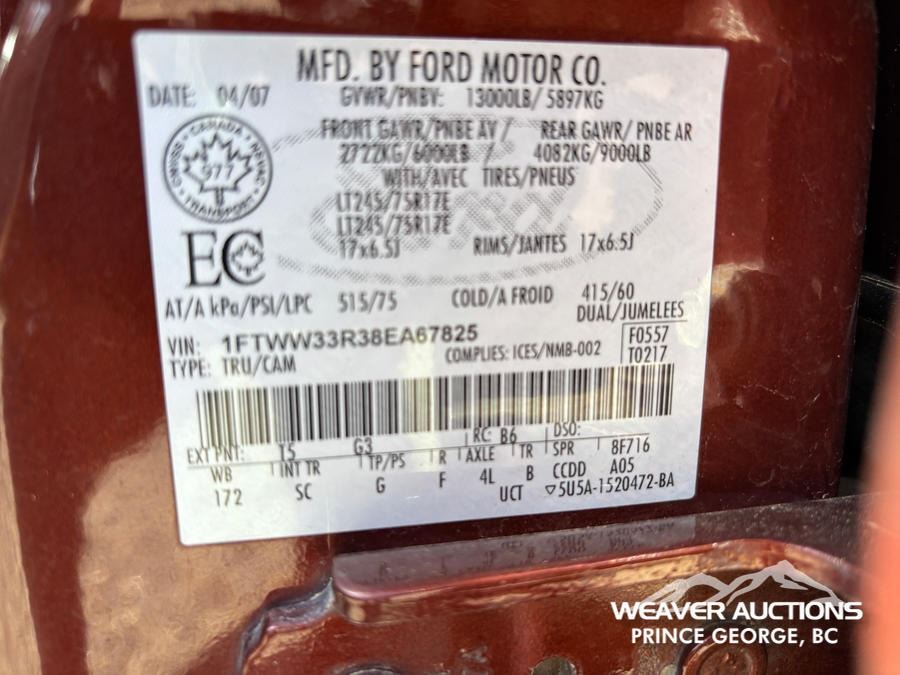 MFD. BY FORD MOTOR CO.
DATE: 04/07 GVWR/PNBV: 13000LB/ 5897KG
FRONT GAWR/PNBE AV / REAR GAWR/ PNBE AR
2722KG/6000LB / 4082KG/9000LB
WITH/AVEC TIRES/PNEUS
LT245/75R17E
LT245/75R17E
17x6.5J RIMS/JANTES 17x6.5J
CANADA
977
TRANSPORT
EC
AT/A kPa/PSI/LPC 515/75 COLD/A FROID 415/60
DUAL/JUMELEES
VIN: 1FTWW33R38EA67825 F0557
TYPE: TRU/CAM COMPLIES: ICES/NMB-002 T0217
EXT PNT: T5 G3 RC: B6 DSO:
WB INT TR TP/PS R AXLE TR SPR 8F716
172 SC G F 4L B CCDD A05
UCT ▽5U5A-1520472-BA
WEAVER AUCTIONS
PRINCE GEORGE, BC